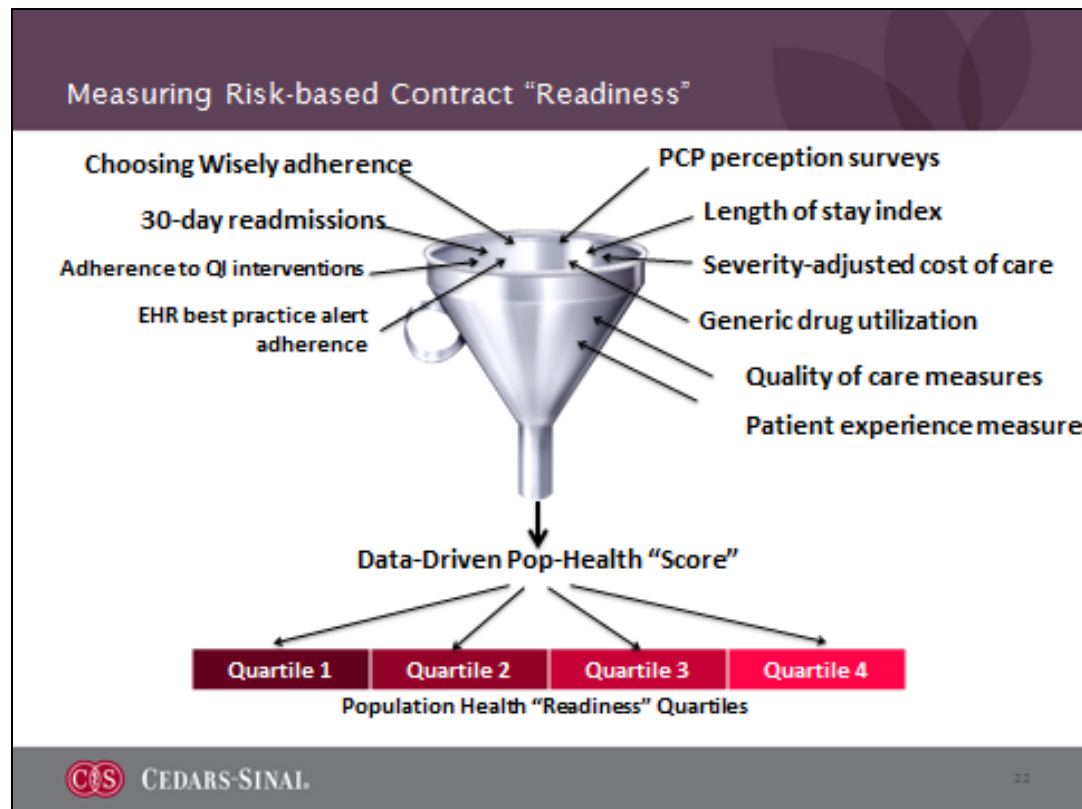 Measuring Risk-based Contract “Readiness”
Choosing Wisely adherence
30-day readmissions
Adherence to QI interventions
EHR best practice alert
adherence
PCP perception surveys
Length of stay index
Severity-adjusted cost of care
Generic drug utilization
Quality of care measures
Patient experience measure
Data-Driven Pop-Health “Score”
Quartile 1 Quartile 2 Quartile 3 Quartile 4
Population Health “Readiness” Quartiles
CS CEDARS-SINAI. 22